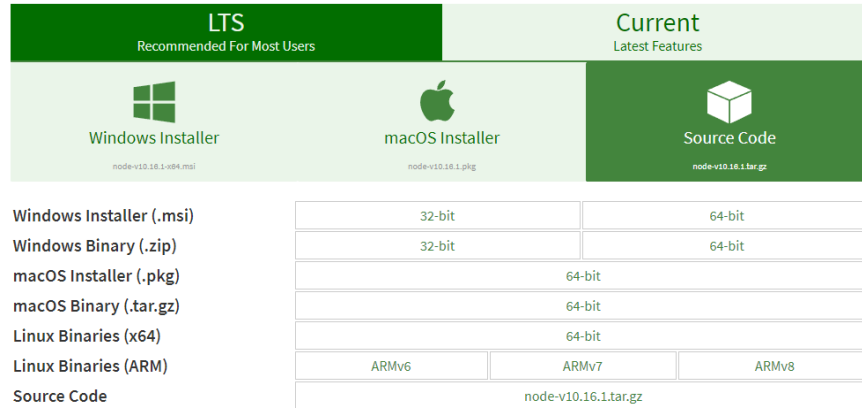 LTS
Recommended For Most Users
Current
Latest Features
Windows Installer
node-v10.16.1-x64.msi
macOS Installer
node-v10.16.1.pkg
Source Code
node-v10.16.1.tar.gz
Windows Installer (.msi) 32-bit 64-bit
Windows Binary (.zip) 32-bit 64-bit
macOS Installer (.pkg) 64-bit
macOS Binary (.tar.gz) 64-bit
Linux Binaries (x64) 64-bit
Linux Binaries (ARM) ARMv6 ARMv7 ARMv8
Source Code node-v10.16.1.tar.gz